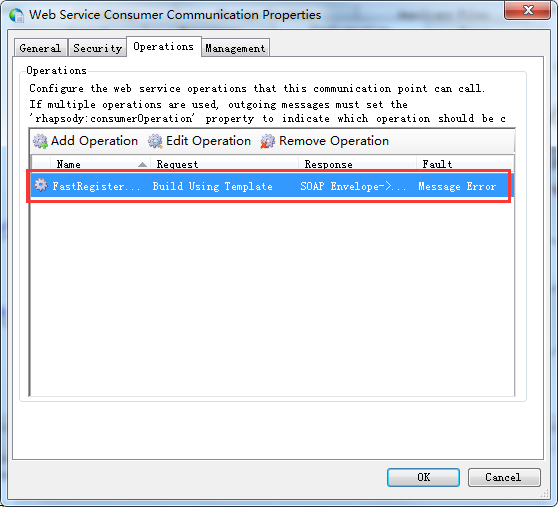 Web Service Consumer Communication Properties
General Security Operations Management
Operations
Configure the web service operations that this communication point can call.
If multiple operations are used, outgoing messages must set the
'rhapsody:consumerOperation' property to indicate which operation should be c
Add Operation Edit Operation Remove Operation
Name Request Response Fault
FastRegister... Build Using Template SOAP Envelope->... Message Error
OK Cancel